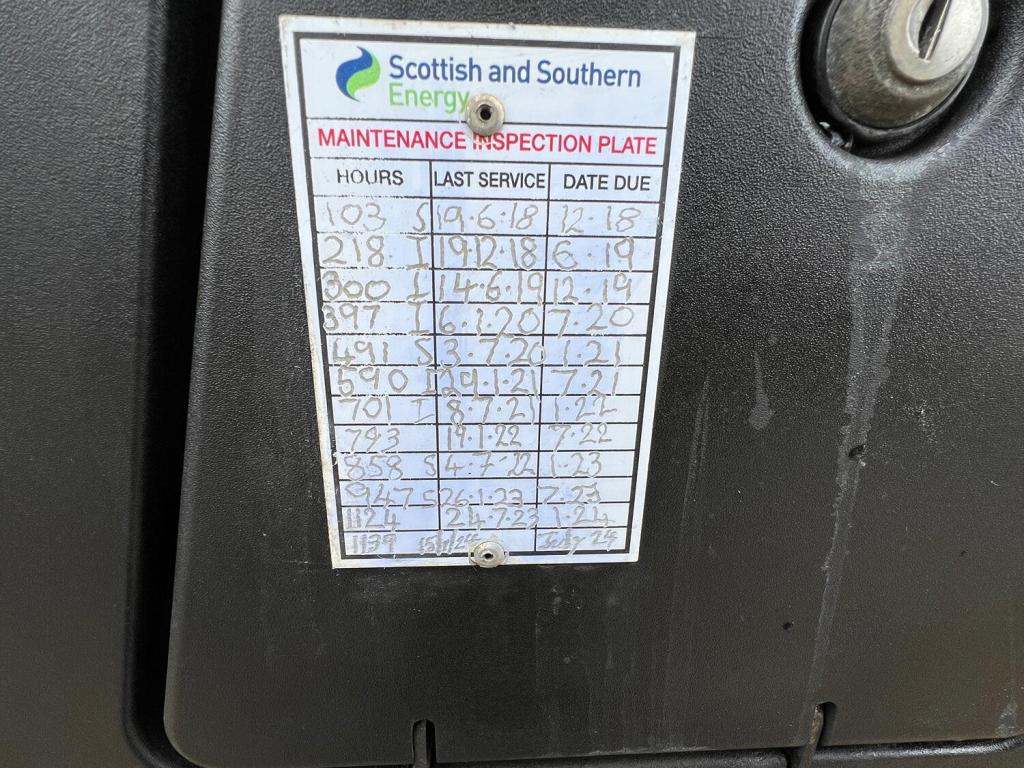 Scottish and Southern
Energy
MAINTENANCE INSPECTION PLATE
HOURS LAST SERVICE DATE DUE
103 S 19.6.18 12.18
218 I 19.12.18 6.19
300 I 14.6.19 12.19
397 I 6.1.20 7.20
491 S 3.7.20 1.21
590 I 29.1.21 7.21
701 I 8.7.21 1.22
793 19.1.22 7.22
858 S 4.7.22 1.23
947 S 26.1.23 7.23
1124 24.7.23 1.24
1139 July 24